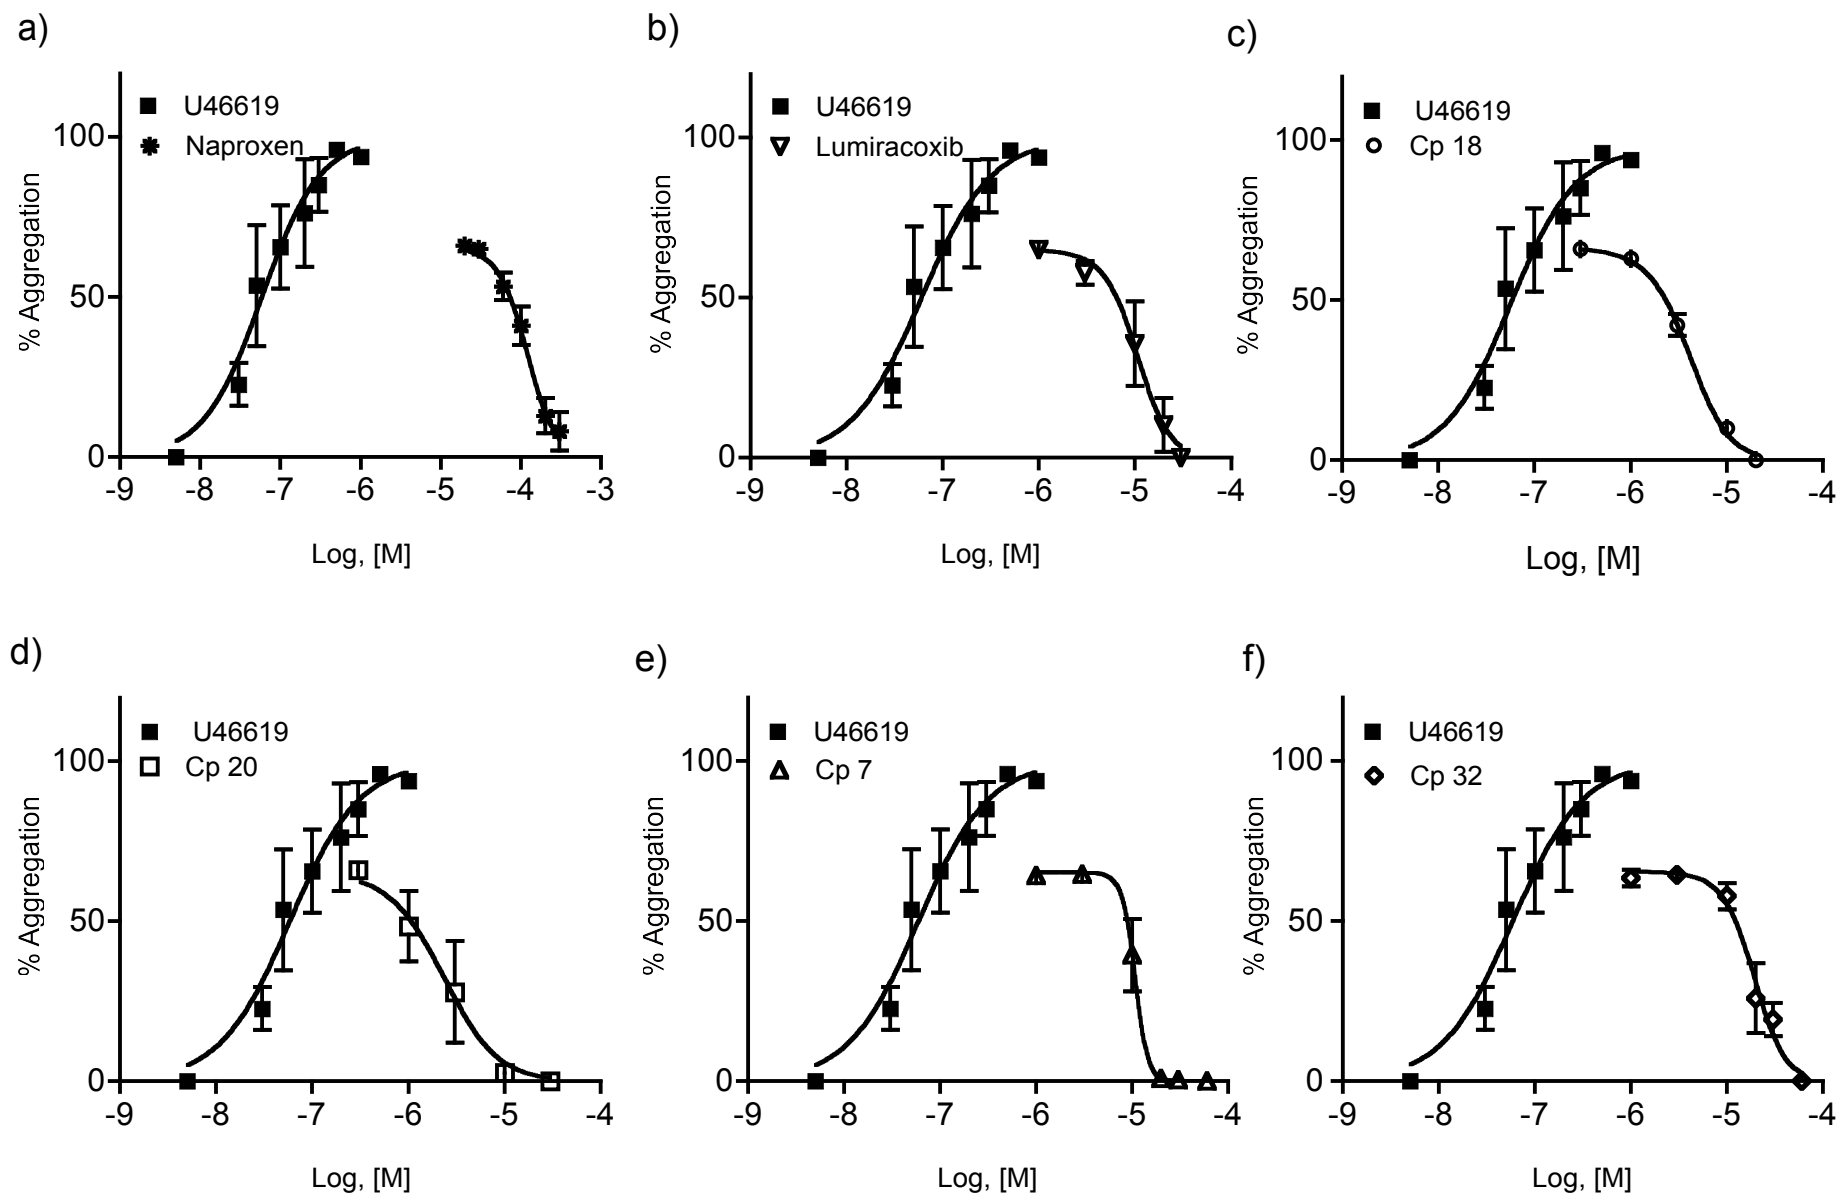 a)
U46619
Naproxen
100
50
0
% Aggregation
-9 -8 -7 -6 -5 -4 -3
Log, [M]
b)
U46619
Lumiracoxib
100
50
0
% Aggregation
-9 -8 -7 -6 -5 -4
Log, [M]
c)
U46619
Cp 18
100
50
0
% Aggregation
-9 -8 -7 -6 -5 -4
Log, [M]
d)
U46619
Cp 20
100
50
0
% Aggregation
-9 -8 -7 -6 -5 -4
Log, [M]
e)
U46619
Cp 7
100
50
0
% Aggregation
-9 -8 -7 -6 -5 -4
Log, [M]
f)
U46619
Cp 32
100
50
0
% Aggregation
-9 -8 -7 -6 -5 -4
Log, [M]